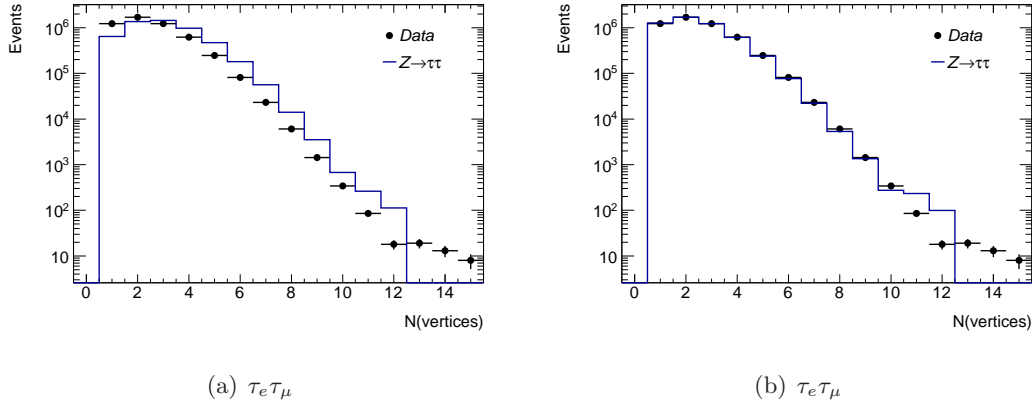 Events
10⁶
10⁵
10⁴
10³
10²
10
Data
Z→ττ
0 2 4 6 8 10 12 14
N(vertices)
(a) τₑτμ
Events
10⁶
10⁵
10⁴
10³
10²
10
Data
Z→ττ
0 2 4 6 8 10 12 14
N(vertices)
(b) τₑτμ